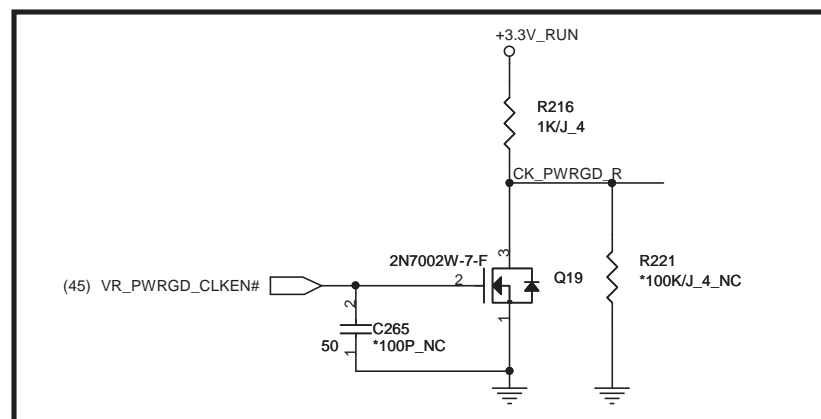 +3.3V_RUN
R216
1K/J_4
CK_PWRGD_R
3
2N7002W-7-F
2
Q19
1
R221
*100K/J_4_NC
(45) VR_PWRGD_CLKEN#
2
C265
*100P_NC
50
1